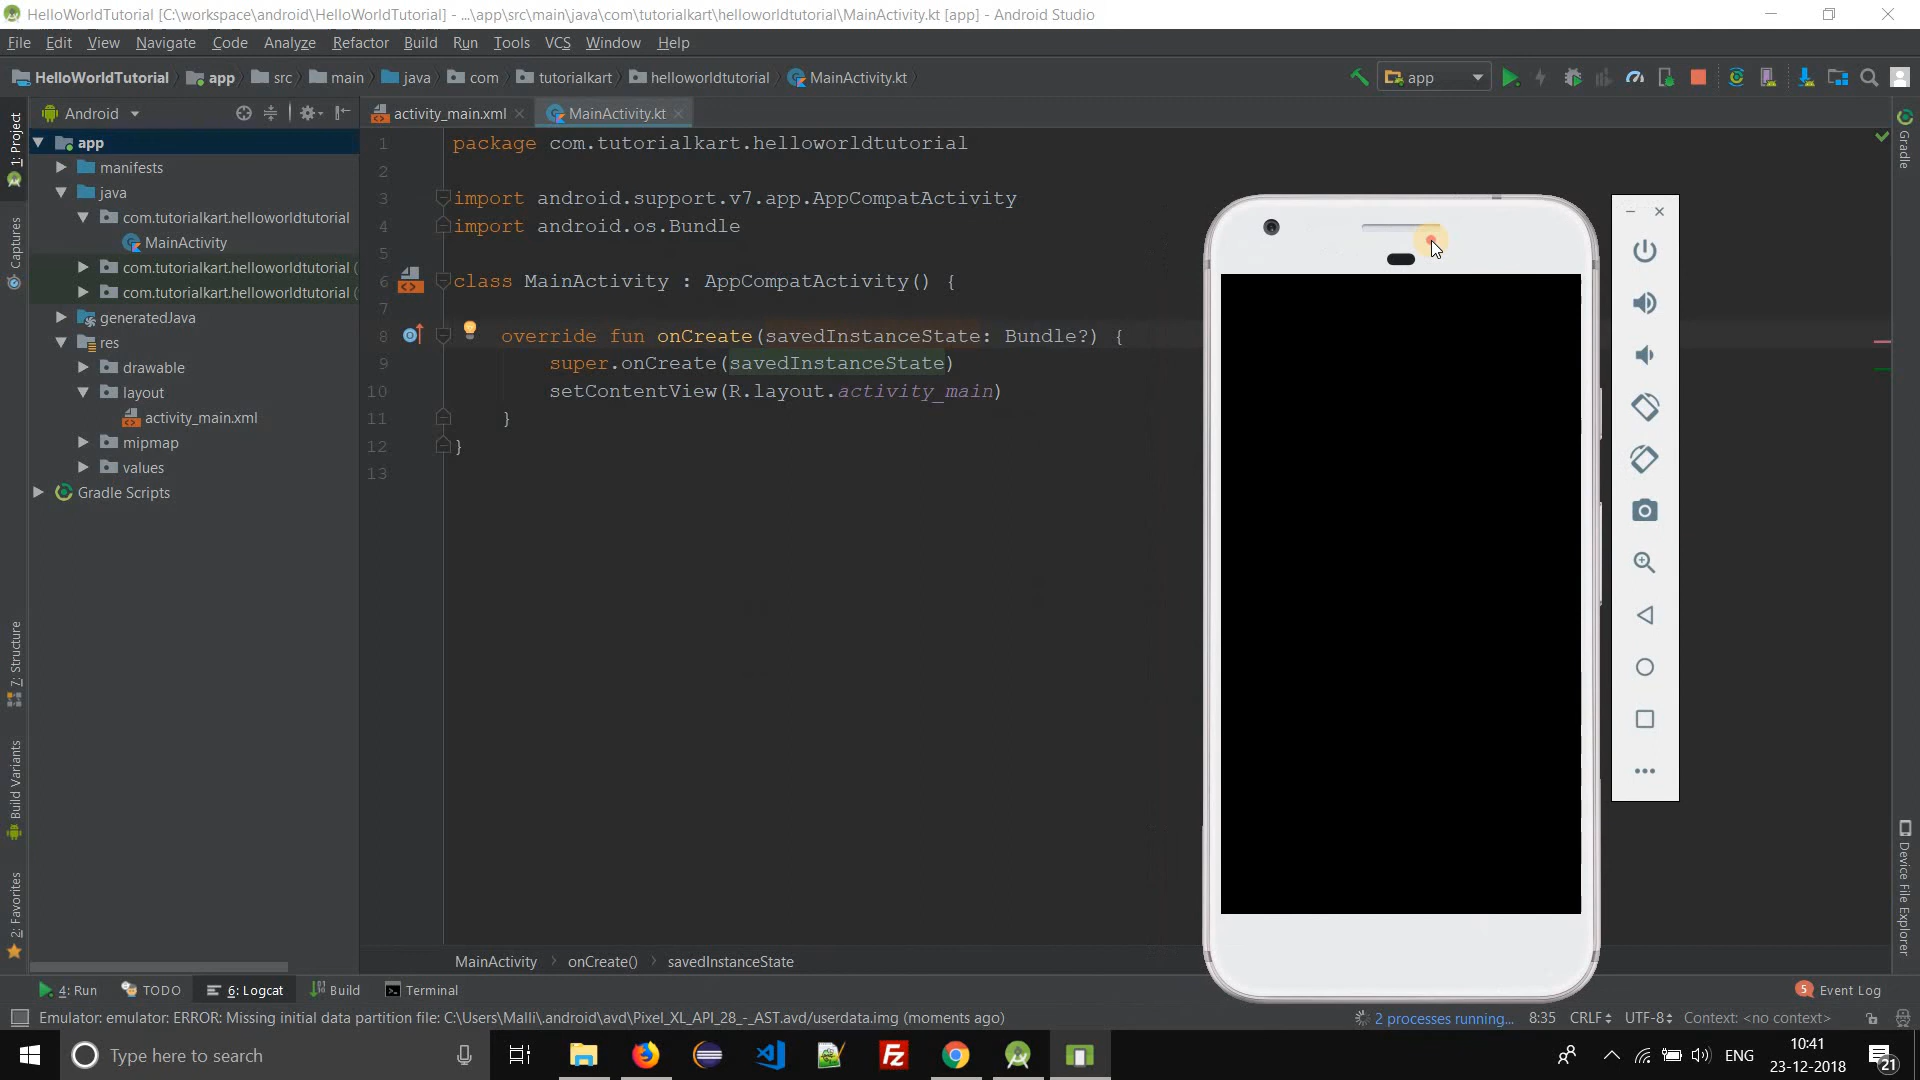 HelloWorldTutorial [C:\workspace\android\HelloWorldTutorial] - ...\app\src\main\java\com\tutorialkart\helloworldtutorial\MainActivity.kt [app] - Android Studio
File Edit View Navigate Code Analyze Refactor Build Run Tools VCS Window Help
HelloWorldTutorial app src main java com tutorialkart helloworldtutorial MainActivity.kt app
Android activity_main.xml MainActivity.kt
1: Project
Captures
7: Structure
Build Variants
2: Favorites
app
manifests
java
com.tutorialkart.helloworldtutorial
MainActivity
com.tutorialkart.helloworldtutorial (
com.tutorialkart.helloworldtutorial (
generatedJava
res
drawable
layout
activity_main.xml
mipmap
values
Gradle Scripts
1 package com.tutorialkart.helloworldtutorial
2
3 import android.support.v7.app.AppCompatActivity
4 import android.os.Bundle
5
6 class MainActivity : AppCompatActivity() {
7
8 override fun onCreate(savedInstanceState: Bundle?) {
9 super.onCreate(savedInstanceState)
10 setContentView(R.layout.activity_main)
11 }
12 }
13
Gradle
Device File Explorer
MainActivity onCreate() savedInstanceState
4: Run TODO 6: Logcat Build Terminal 5 Event Log
Emulator: emulator: ERROR: Missing initial data partition file: C:\Users\Malli\.android\avd\Pixel_XL_API_28_-_AST.avd/userdata.img (moments ago) 2 processes running... 8:35 CRLF UTF-8 Context: <no context>
Type here to search Fz ENG 10:41
23-12-2018 21